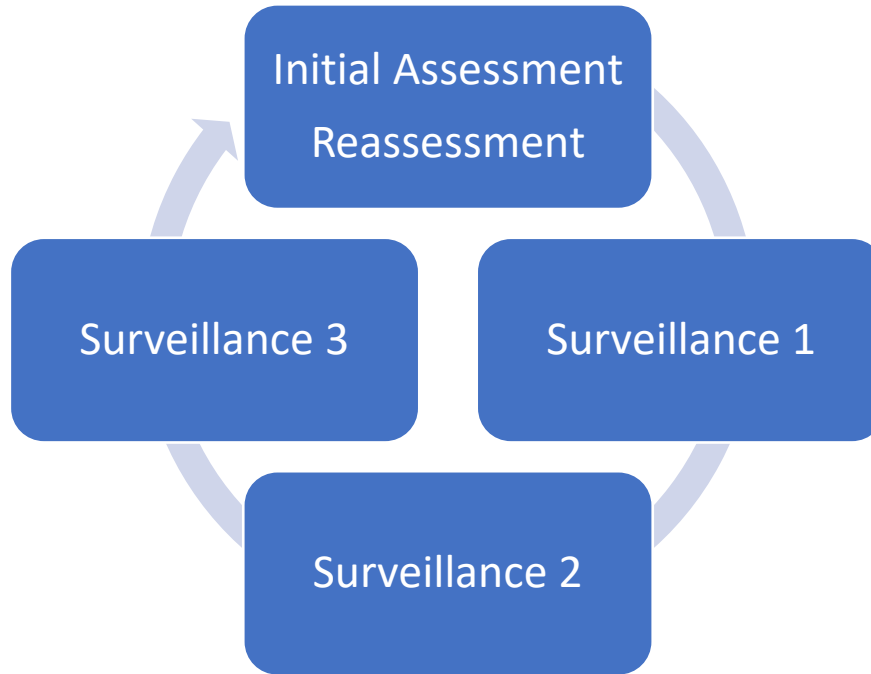 Initial Assessment
Reassessment
Surveillance 1
Surveillance 2
Surveillance 3